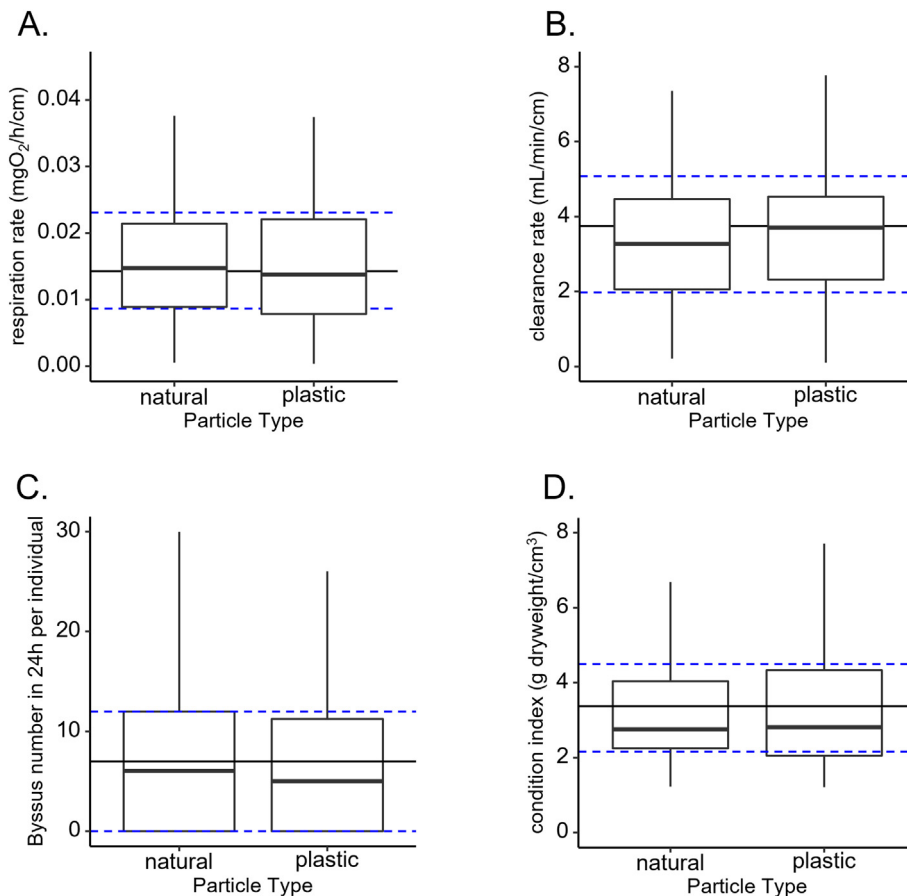 A.
respiration rate (mgO₂/h/cm)
0.04
0.03
0.02
0.01
0.00
natural plastic
Particle Type
B.
clearance rate (mL/min/cm)
8
6
4
2
0
natural plastic
Particle Type
C.
Byssus number in 24h per individual
30
20
10
0
natural plastic
Particle Type
D.
condition index (g dryweight/cm³)
8
6
4
2
0
natural plastic
Particle Type